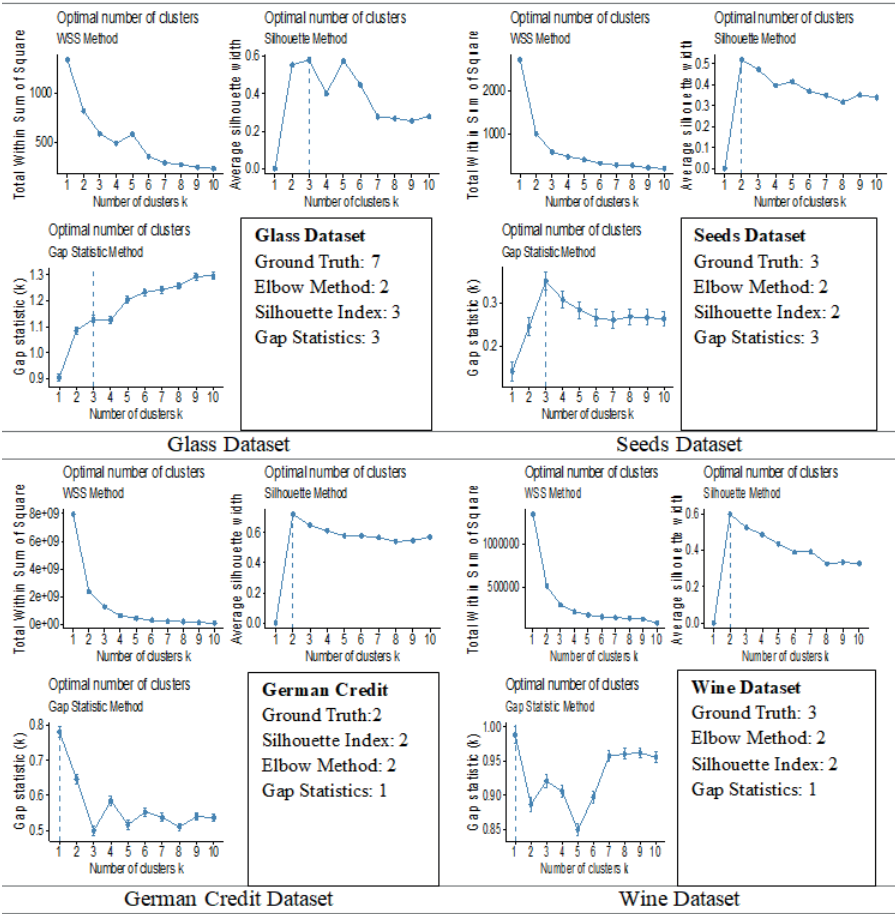 Optimal number of clusters
WSS Method
Total Within Sum of Square
1000
500
1 2 3 4 5 6 7 8 9 10
Number of clusters k
Optimal number of clusters
Silhouette Method
Average silhouette width
0.6
0.4
0.2
0.0
1 2 3 4 5 6 7 8 9 10
Number of clusters k
Optimal number of clusters
Gap Statistic Method
Gap statistic (k)
1.3
1.2
1.1
1.0
0.9
1 2 3 4 5 6 7 8 9 10
Number of clusters k
Glass Dataset
Ground Truth: 7
Elbow Method: 2
Silhouette Index: 3
Gap Statistics: 3
Glass Dataset
Optimal number of clusters
WSS Method
Total Within Sum of Square
2000
1000
1 2 3 4 5 6 7 8 9 10
Number of clusters k
Optimal number of clusters
Silhouette Method
Average silhouette width
0.5
0.4
0.3
0.2
0.1
0.0
1 2 3 4 5 6 7 8 9 10
Number of clusters k
Optimal number of clusters
Gap Statistic Method
Gap statistic (k)
0.3
0.2
1 2 3 4 5 6 7 8 9 10
Number of clusters k
Seeds Dataset
Ground Truth: 3
Elbow Method: 2
Silhouette Index: 2
Gap Statistics: 3
Seeds Dataset
Optimal number of clusters
WSS Method
Total Within Sum of Square
8e+09
6e+09
4e+09
2e+09
0e+00
1 2 3 4 5 6 7 8 9 10
Number of clusters k
Optimal number of clusters
Silhouette Method
Average silhouette width
0.6
0.4
0.2
0.0
1 2 3 4 5 6 7 8 9 10
Number of clusters k
Optimal number of clusters
Gap Statistic Method
Gap statistic (k)
0.8
0.7
0.6
0.5
1 2 3 4 5 6 7 8 9 10
Number of clusters k
German Credit
Ground Truth:2
Silhouette Index: 2
Elbow Method: 2
Gap Statistics: 1
German Credit Dataset
Optimal number of clusters
WSS Method
Total Within Sum of Square
1000000
500000
1 2 3 4 5 6 7 8 9 10
Number of clusters k
Optimal number of clusters
Silhouette Method
Average silhouette width
0.6
0.4
0.2
0.0
1 2 3 4 5 6 7 8 9 10
Number of clusters k
Optimal number of clusters
Gap Statistic Method
Gap statistic (k)
1.00
0.95
0.90
0.85
1 2 3 4 5 6 7 8 9 10
Number of clusters k
Wine Dataset
Ground Truth: 3
Elbow Method: 2
Silhouette Index: 2
Gap Statistics: 1
Wine Dataset